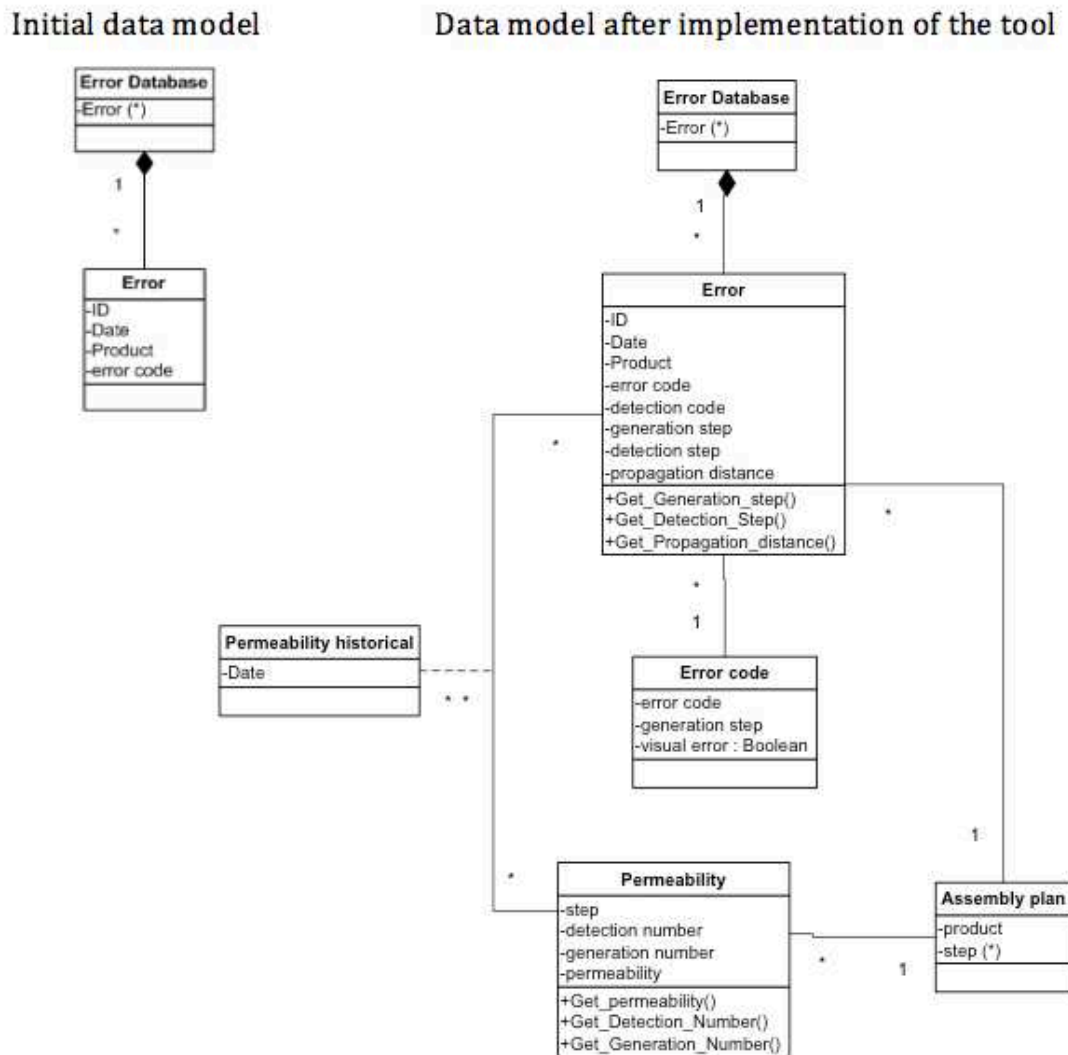 Initial data model
Error Database
-Error (*)
1
*
Error
-ID
-Date
-Product
-error code
Data model after implementation of the tool
Error Database
-Error (*)
1
*
Error
-ID
-Date
-Product
-error code
-detection code
-generation step
-detection step
-propagation distance
+Get_Generation_step()
+Get_Detection_Step()
+Get_Propagation_distance()
*
*
*
1
Permeability historical
-Date
* *
Error code
-error code
-generation step
-visual error : Boolean
*
1
Permeability
-step
-detection number
-generation number
-permeability
+Get_permeability()
+Get_Detection_Number()
+Get_Generation_Number()
*
1
Assembly plan
-product
-step (*)